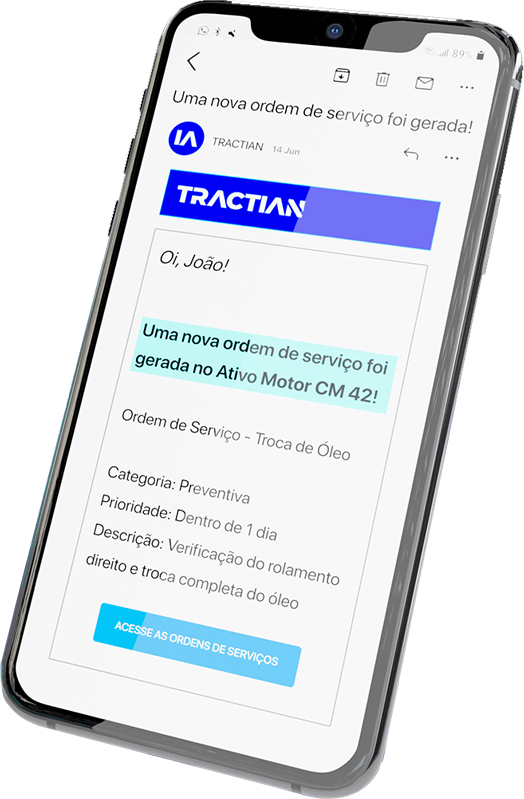 89%
Uma nova ordem de serviço foi gerada!
TRACTIAN 14 Jun
TRACTIAN
Oi, João!
Uma nova ordem de serviço foi
gerada no Ativo Motor CM 42!
Ordem de Serviço - Troca de Óleo
Categoria: Preventiva
Prioridade: Dentro de 1 dia
Descrição: Verificação do rolamento
direito e troca completa do óleo
ACESSE AS ORDENS DE SERVIÇOS